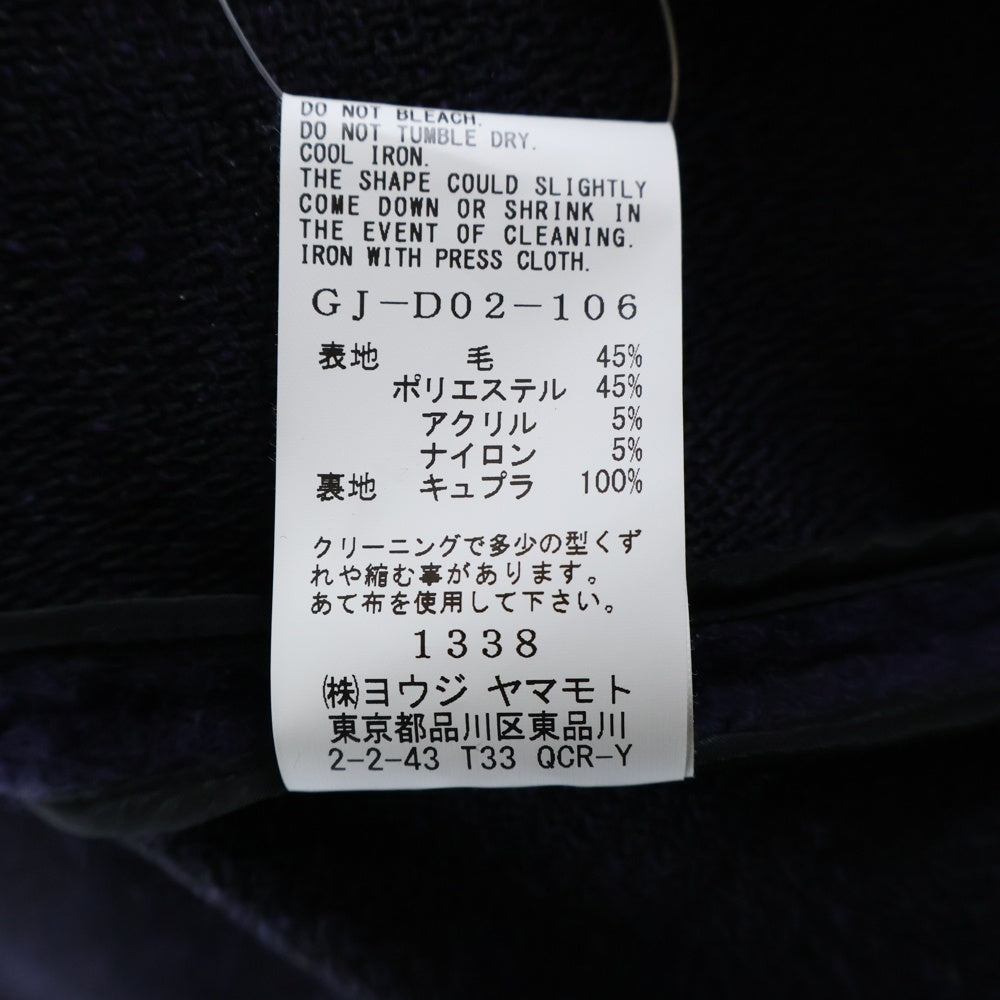 DO NOT BLEACH.
DO NOT TUMBLE DRY.
COOL IRON.
THE SHAPE COULD SLIGHTLY
COME DOWN OR SHRINK IN
THE EVENT OF CLEANING.
IRON WITH PRESS CLOTH.
GJ-D02-106
表地 毛 45%
ポリエステル 45%
アクリル 5%
ナイロン 5%
裏地 キュプラ 100%
クリーニングで多少の型くず
れや縮む事があります。
あて布を使用して下さい。
1338
㈱ヨウジ ヤマモト
東京都品川区東品川
2-2-43 T33 QCR-Y